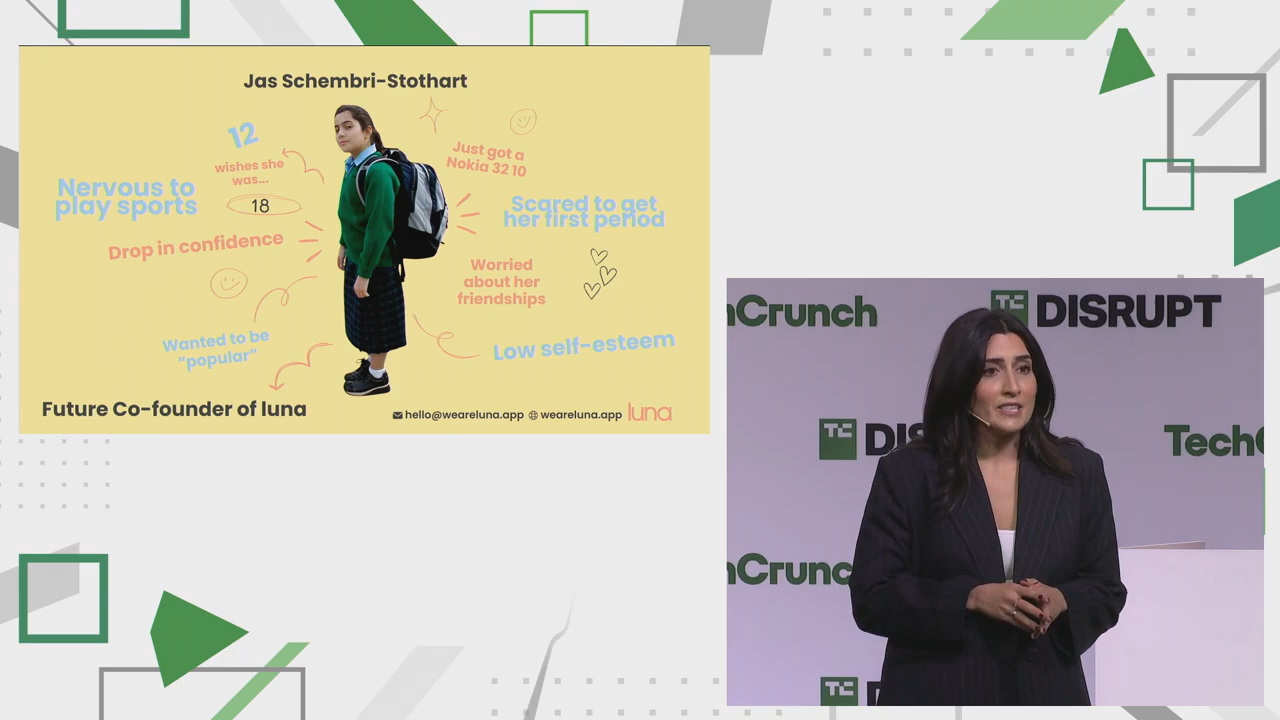 Jas Schembri-Stothart
12
wishes she
was...
18
Just got a
Nokia 3210
Nervous to
play sports
Scared to get
her first period
Drop in confidence
Worried
about her
friendships
Wanted to be
“popular”
Low self-esteem
Future Co-founder of luna
hello@weareluna.app weareluna.app luna
hCrunch TC DISRUPT
TC DIS TechC
hCrunc
TC D